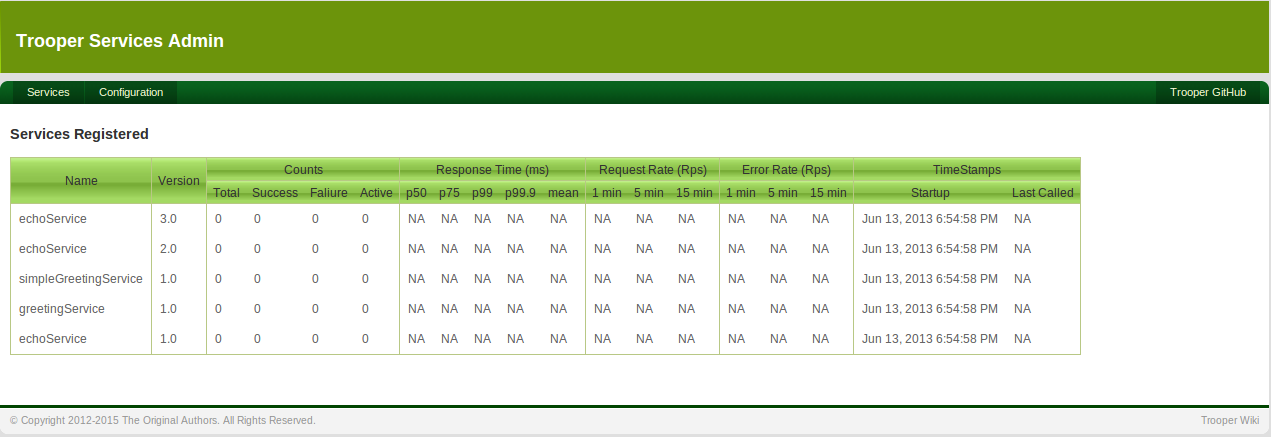 Trooper Services Admin
Services Configuration Trooper GitHub
Services Registered
Name Version Counts Response Time (ms) Request Rate (Rps) Error Rate (Rps) TimeStamps
Total Success Faliure Active p50 p75 p99 p99.9 mean 1 min 5 min 15 min 1 min 5 min 15 min Startup Last Called
echoService 3.0 0 0 0 0 NA NA NA NA NA NA NA NA NA NA NA Jun 13, 2013 6:54:58 PM NA
echoService 2.0 0 0 0 0 NA NA NA NA NA NA NA NA NA NA NA Jun 13, 2013 6:54:58 PM NA
simpleGreetingService 1.0 0 0 0 0 NA NA NA NA NA NA NA NA NA NA NA Jun 13, 2013 6:54:58 PM NA
greetingService 1.0 0 0 0 0 NA NA NA NA NA NA NA NA NA NA NA Jun 13, 2013 6:54:58 PM NA
echoService 1.0 0 0 0 0 NA NA NA NA NA NA NA NA NA NA NA Jun 13, 2013 6:54:58 PM NA
© Copyright 2012-2015 The Original Authors. All Rights Reserved. Trooper Wiki